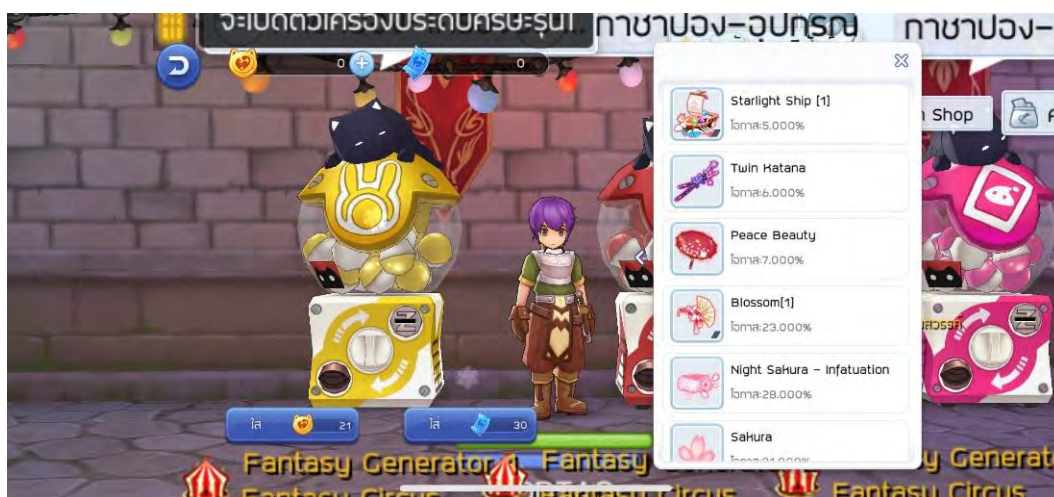 จะเปิดตัวเครื่องประดับศีรษะรุ่น1..
กาชาปอง-อุปกรณ์
กาชาปอง-
0
0
Starlight Ship [1]
โอกาส:5.000%
Shop
Twin Katana
โอกาส:6.000%
Peace Beauty
โอกาส:7.000%
Blossom[1]
โอกาส:23.000%
Night Sakura - Infatuation
โอกาส:28.000%
Sakura
ใส่ 21
ใส่ 30
Fantasy Generator
Fantasy
Fantasy Circus
Circus
Fantasy Circus